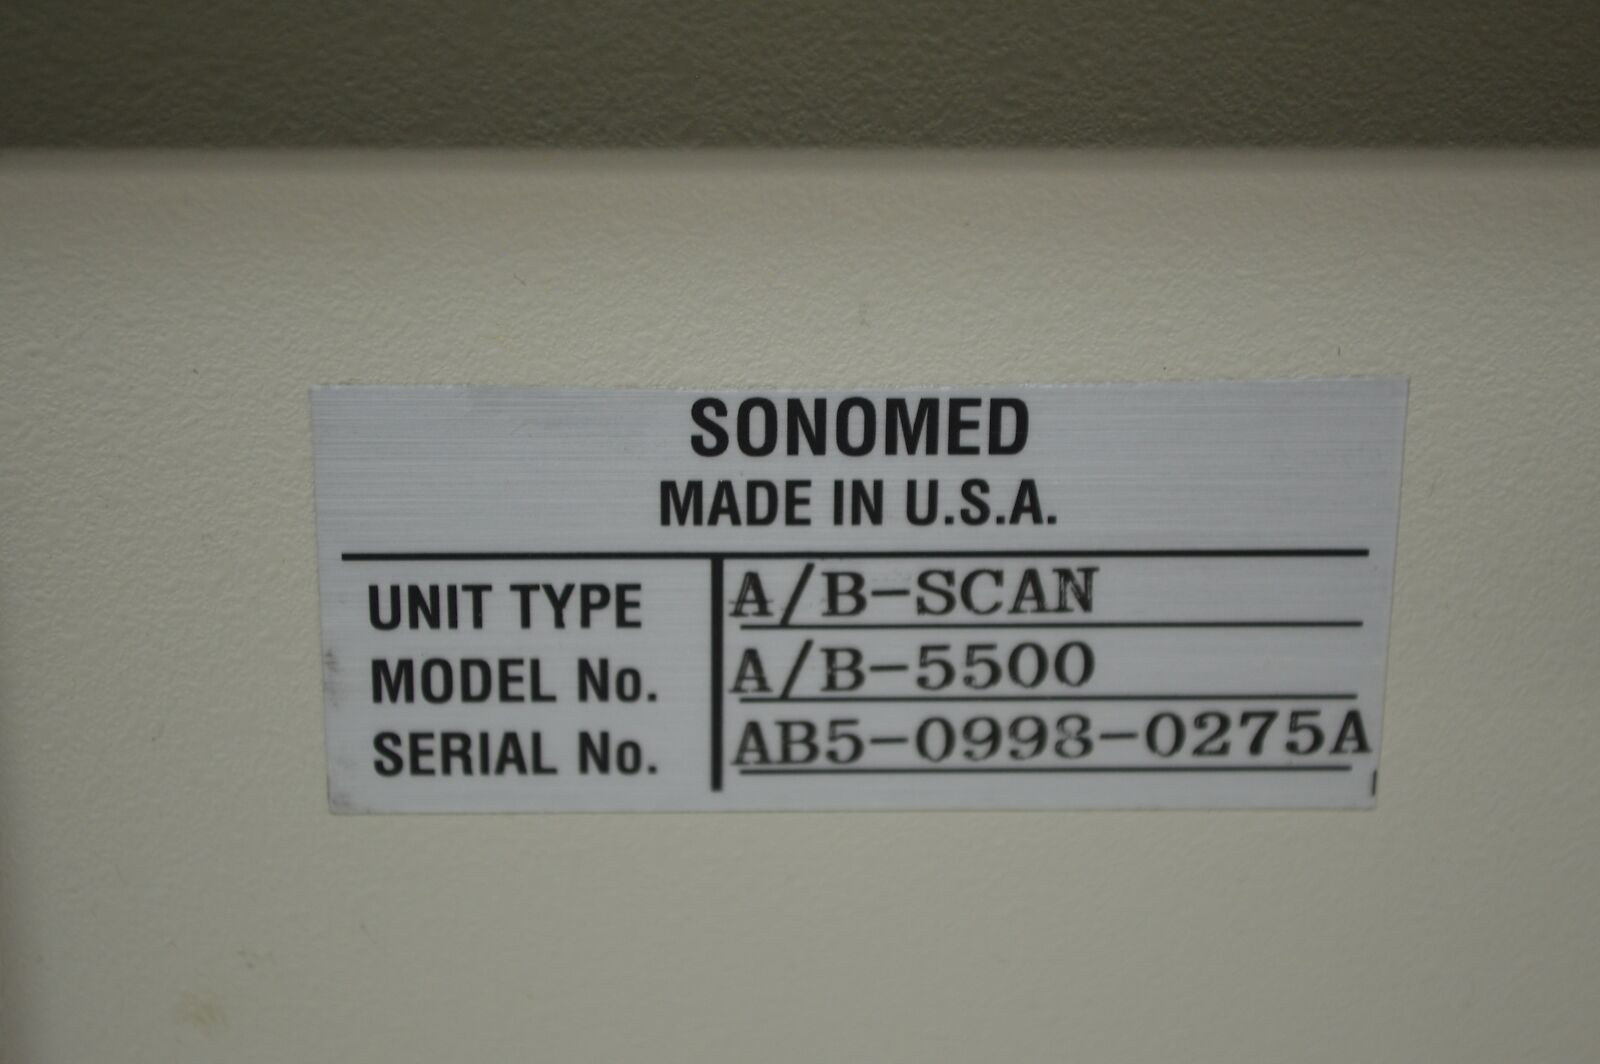 SONOMED
MADE IN U.S.A.
UNIT TYPE A/B-SCAN
MODEL No. A/B-5500
SERIAL No. AB5-0998-0275A